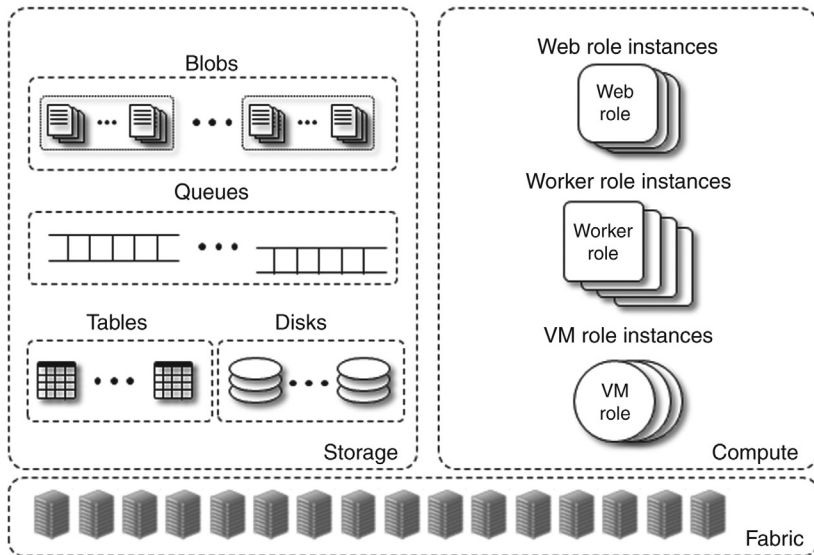 Blobs
Queues
Tables
Disks
Storage
Web role instances
Web
role
Worker role instances
Worker
role
VM role instances
VM
role
Compute
Fabric